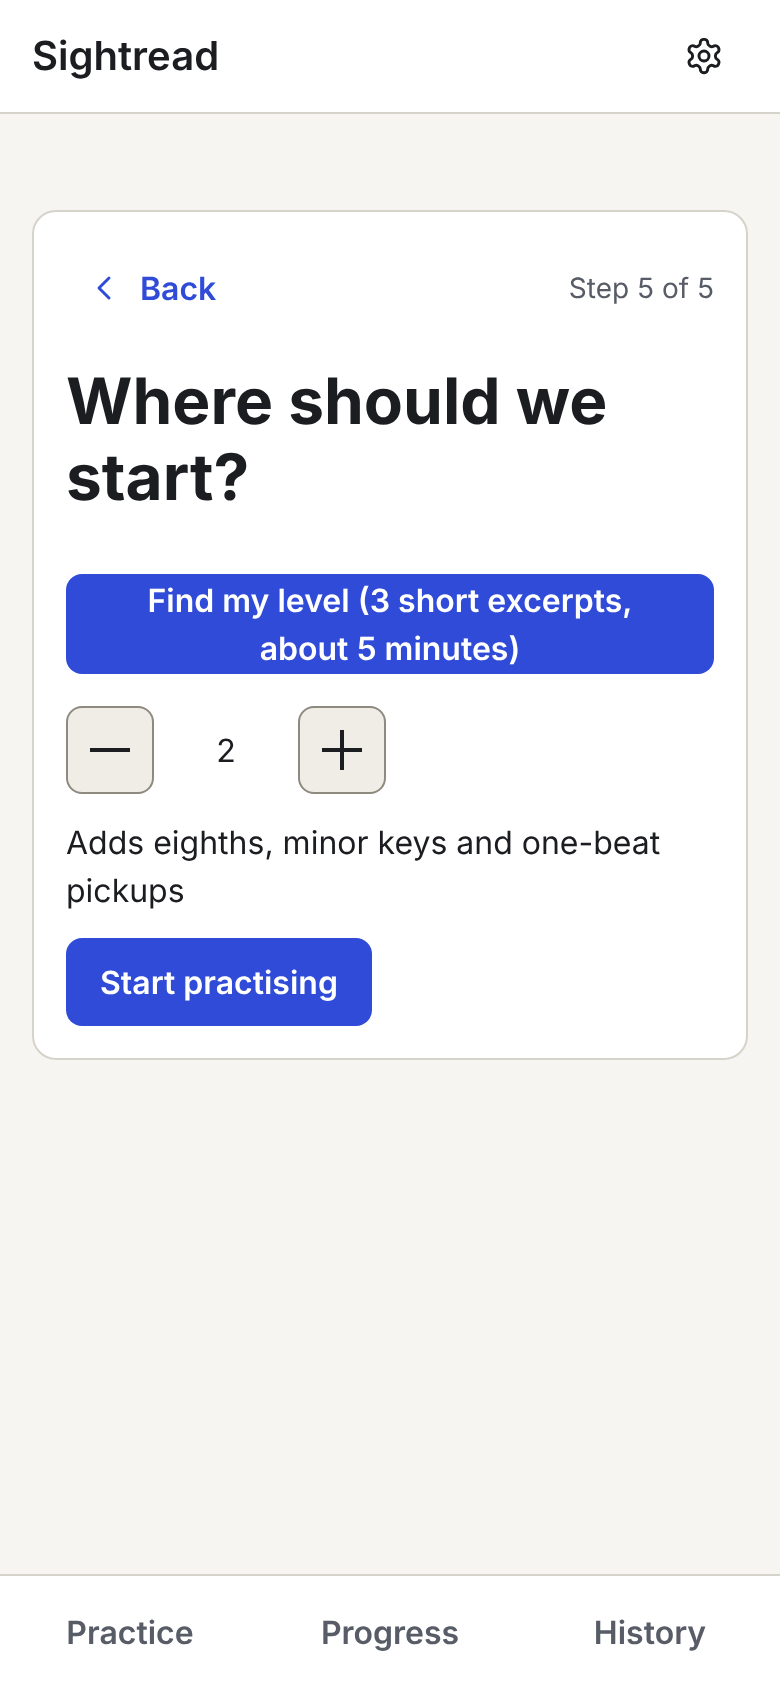 Sightread
Back
Step 5 of 5
Where should we
start?
Find my level (3 short excerpts,
about 5 minutes)
2
Adds eighths, minor keys and one-beat
pickups
Start practising
Practice
Progress
History